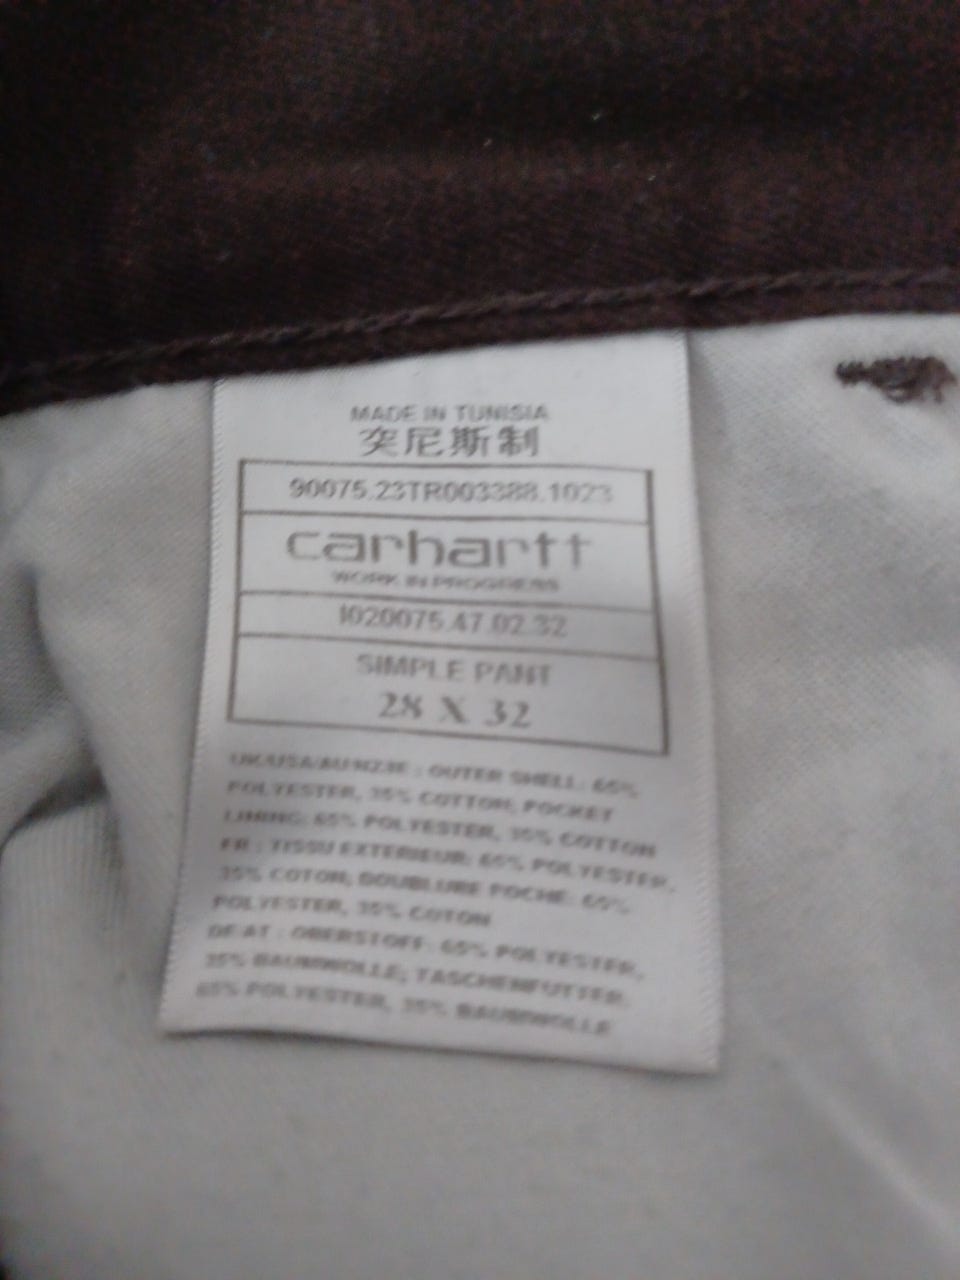 MADE IN TUNISIA
突尼斯制
90075.23TR003388.1023
carhartt
WORK IN PROGRESS
I020075.47.02.32
SIMPLE PANT
28 X 32
UK/USA/AU/NZ/IE : OUTER SHELL: 65%
POLYESTER, 35% COTTON; POCKET
LINING: 65% POLYESTER, 35% COTTON
FR : TISSU EXTERIEUR: 65% POLYESTER,
35% COTON; DOUBLURE POCHE: 65%
POLYESTER, 35% COTON
DE/AT : OBERSTOFF: 65% POLYESTER,
35% BAUMWOLLE; TASCHENFUTTER:
65% POLYESTER, 35% BAUMWOLLE